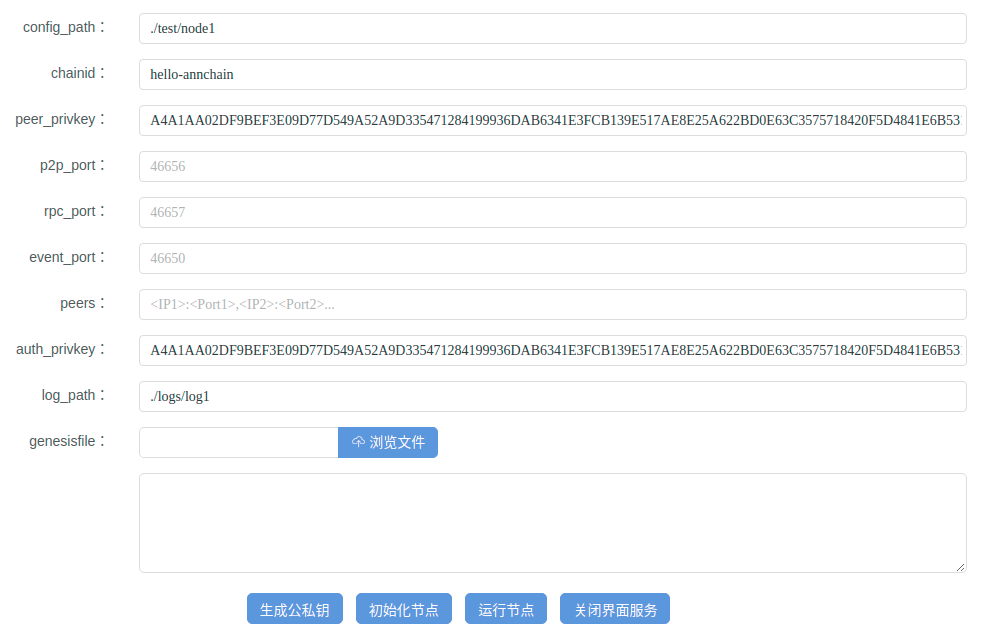 config_path： ./test/node1
chainid： hello-annchain
peer_privkey： A4A1AA02DF9BEF3E09D77D549A52A9D335471284199936DAB6341E3FCB139E517AE8E25A622BD0E63C3575718420F5D4841E6B53
p2p_port： 46656
rpc_port： 46657
event_port： 46650
peers： <IP1>:<Port1>,<IP2>:<Port2>...
auth_privkey： A4A1AA02DF9BEF3E09D77D549A52A9D335471284199936DAB6341E3FCB139E517AE8E25A622BD0E63C3575718420F5D4841E6B53
log_path： ./logs/log1
genesisfile： 浏览文件
生成公私钥 初始化节点 运行节点 关闭界面服务